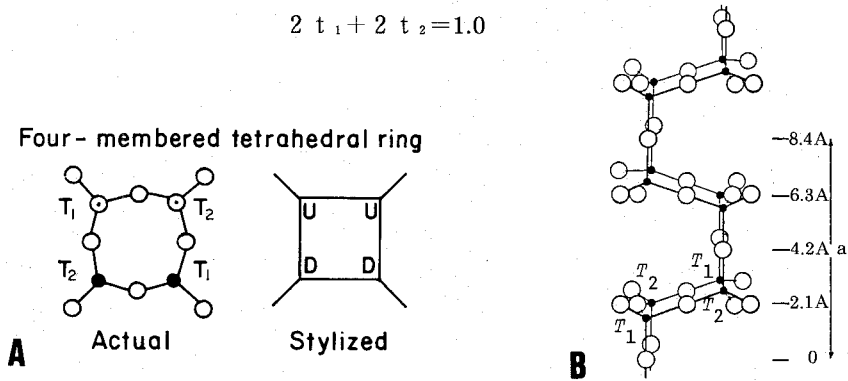 2 t₁ + 2 t₂ = 1.0
Four-membered tetrahedral ring
T₁ T₂
T₂ T₁
Actual
U U
D D
Stylized
A
—8.4A
—6.3A
—4.2A a
—2.1A
— 0
T₂ T₁
T₁ T₂
B